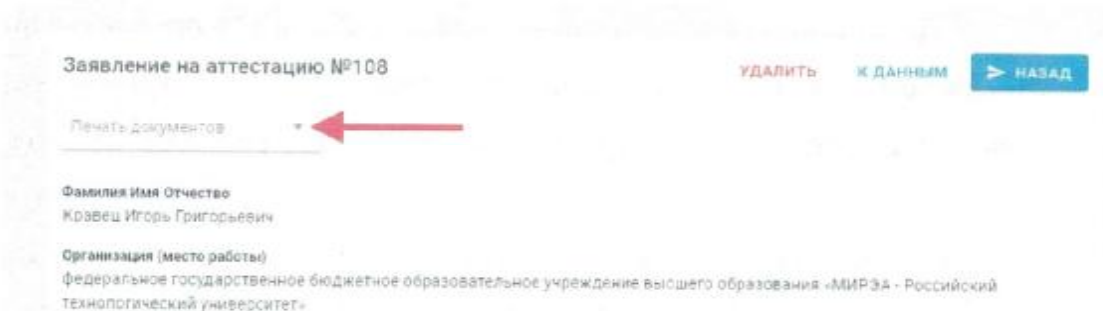 Заявление на аттестацию №108
УДАЛИТЬ К ДАННЫМ НАЗАД
Печать документов
Фамилия Имя Отчество
Кравец Игорь Григорьевич
Организация (место работы)
федеральное государственное бюджетное образовательное учреждение высшего образования «МИРЭА - Российский
технологический университет»